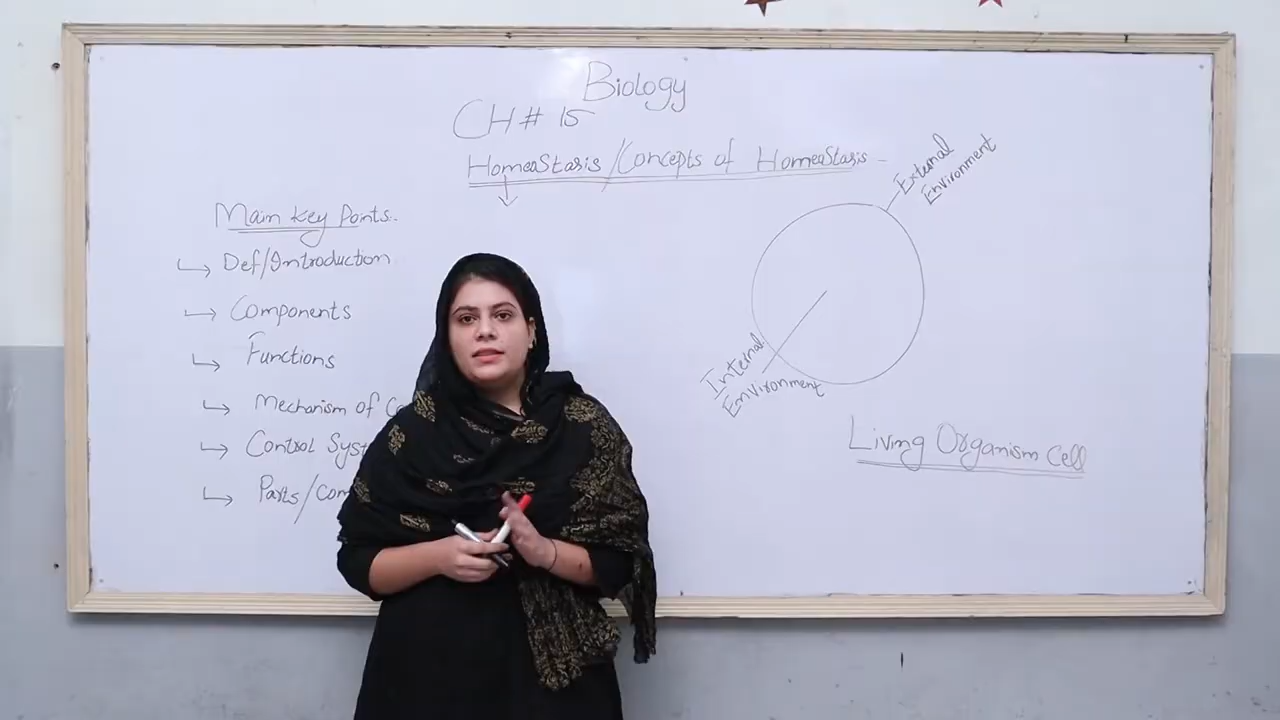 Biology
CH # 15
HomeoStasis / Concepts of HomeoStasis -
Main Key Points.
Def/Introduction
Components
Functions
Mechanism of
Control
Parts/
External
Environment
Internal
Environment
Living Organism Cell